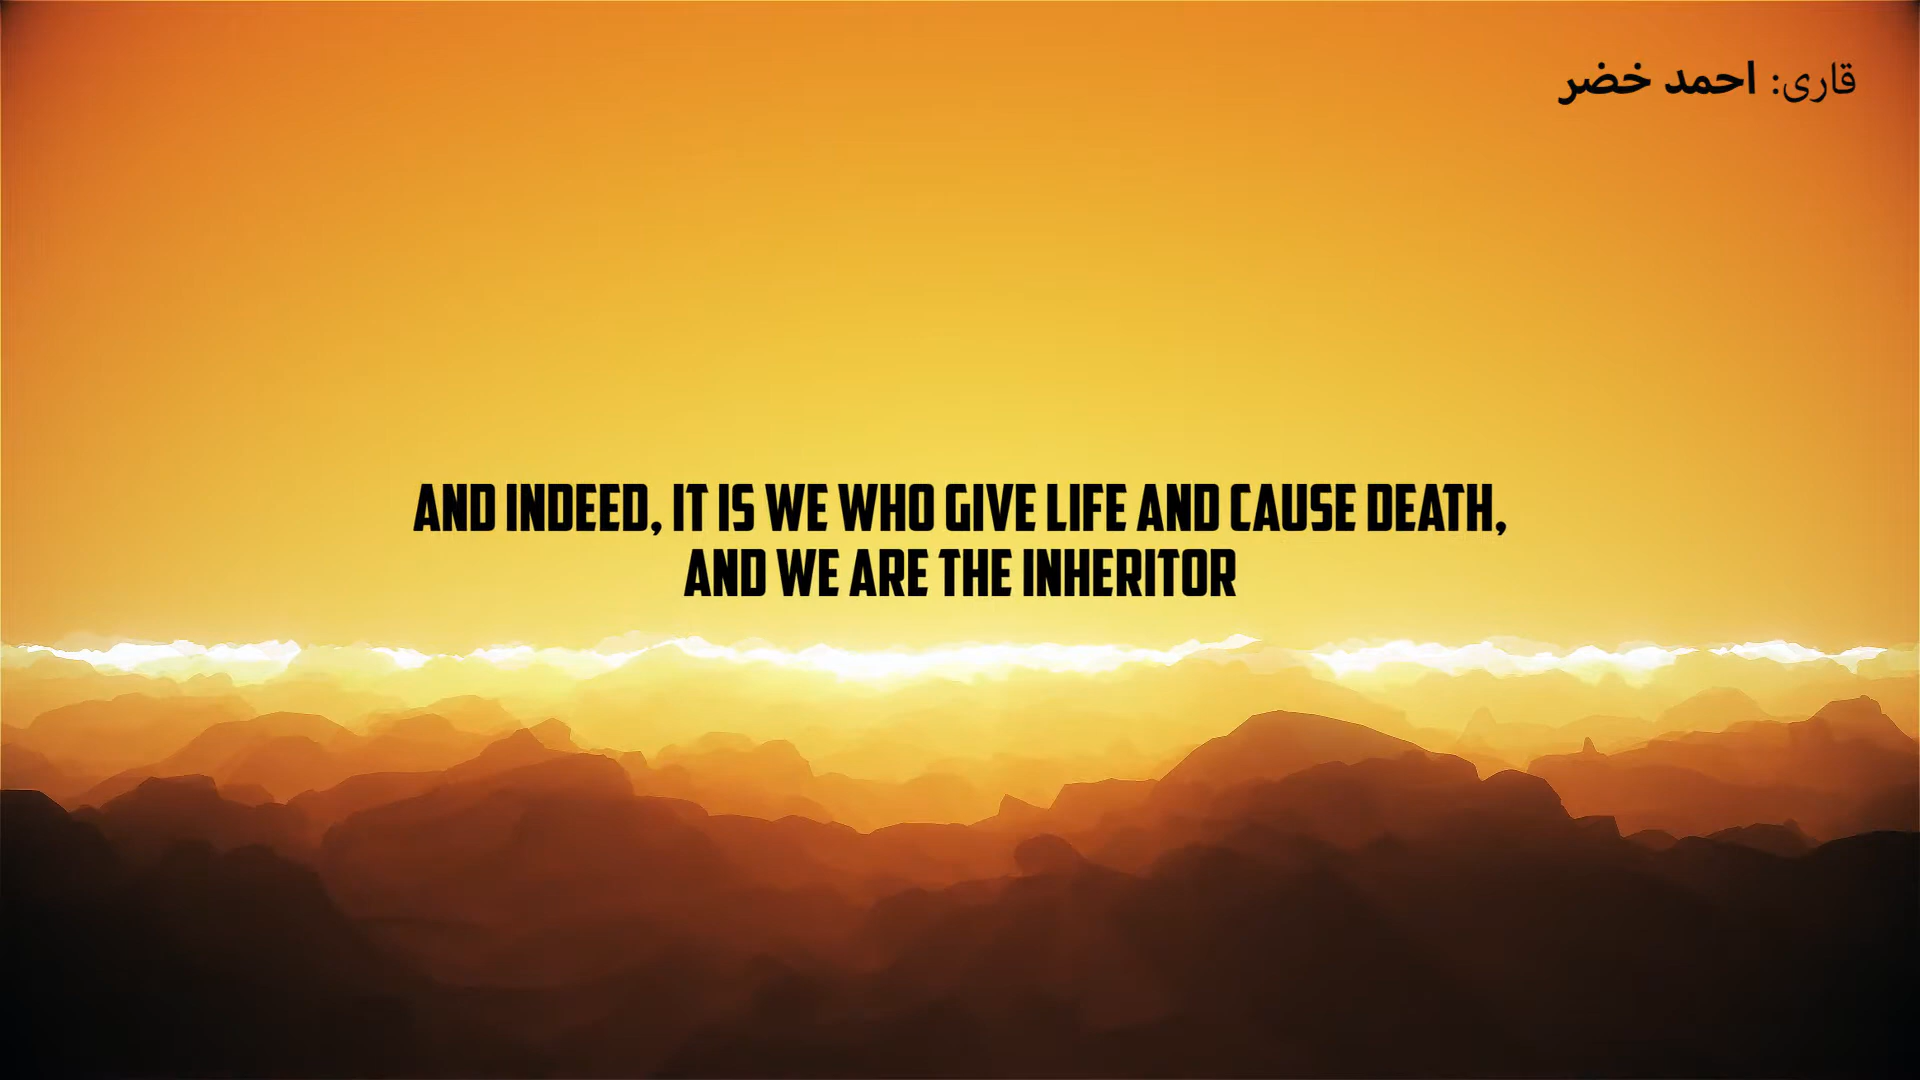 قاری: احمد خضر
AND INDEED, IT IS WE WHO GIVE LIFE AND CAUSE DEATH,
AND WE ARE THE INHERITOR